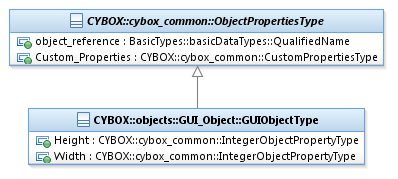 CYBOX::cybox_common::ObjectPropertiesType
object_reference : BasicTypes::basicDataTypes::QualifiedName
Custom_Properties : CYBOX::cybox_common::CustomPropertiesType
CYBOX::objects::GUI_Object::GUIObjectType
Height : CYBOX::cybox_common::IntegerObjectPropertyType
Width : CYBOX::cybox_common::IntegerObjectPropertyType